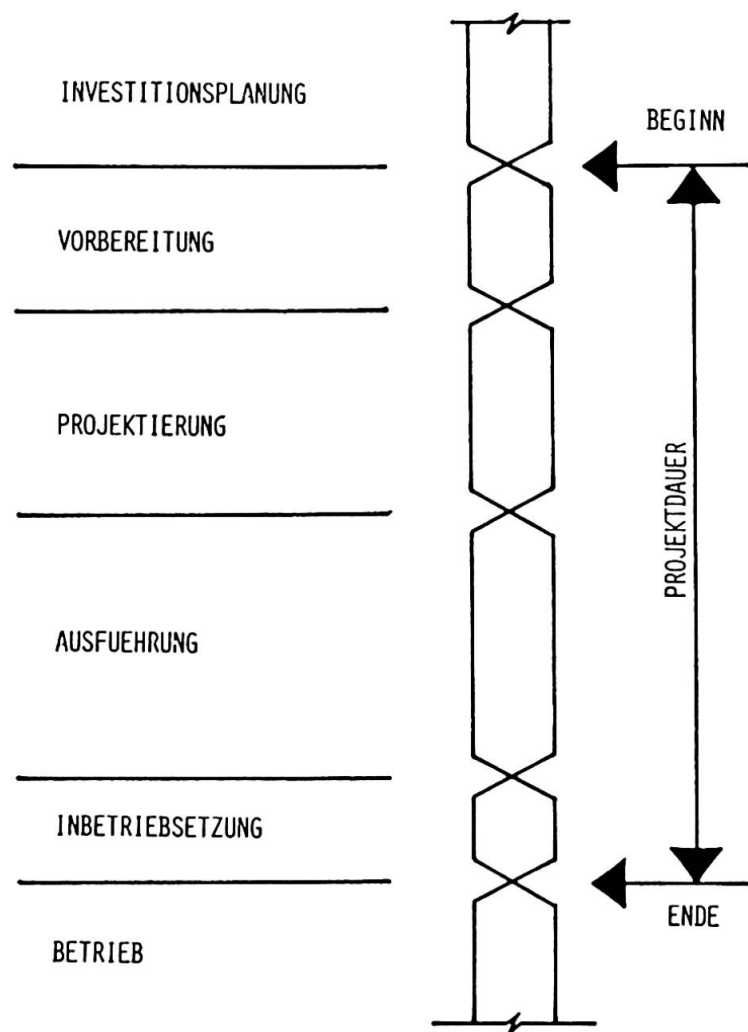 INVESTITIONSPLANUNG
BEGINN
VORBEREITUNG
PROJEKTIERUNG
PROJEKTDAUER
AUSFUEHRUNG
INBETRIEBSETZUNG
ENDE
BETRIEB